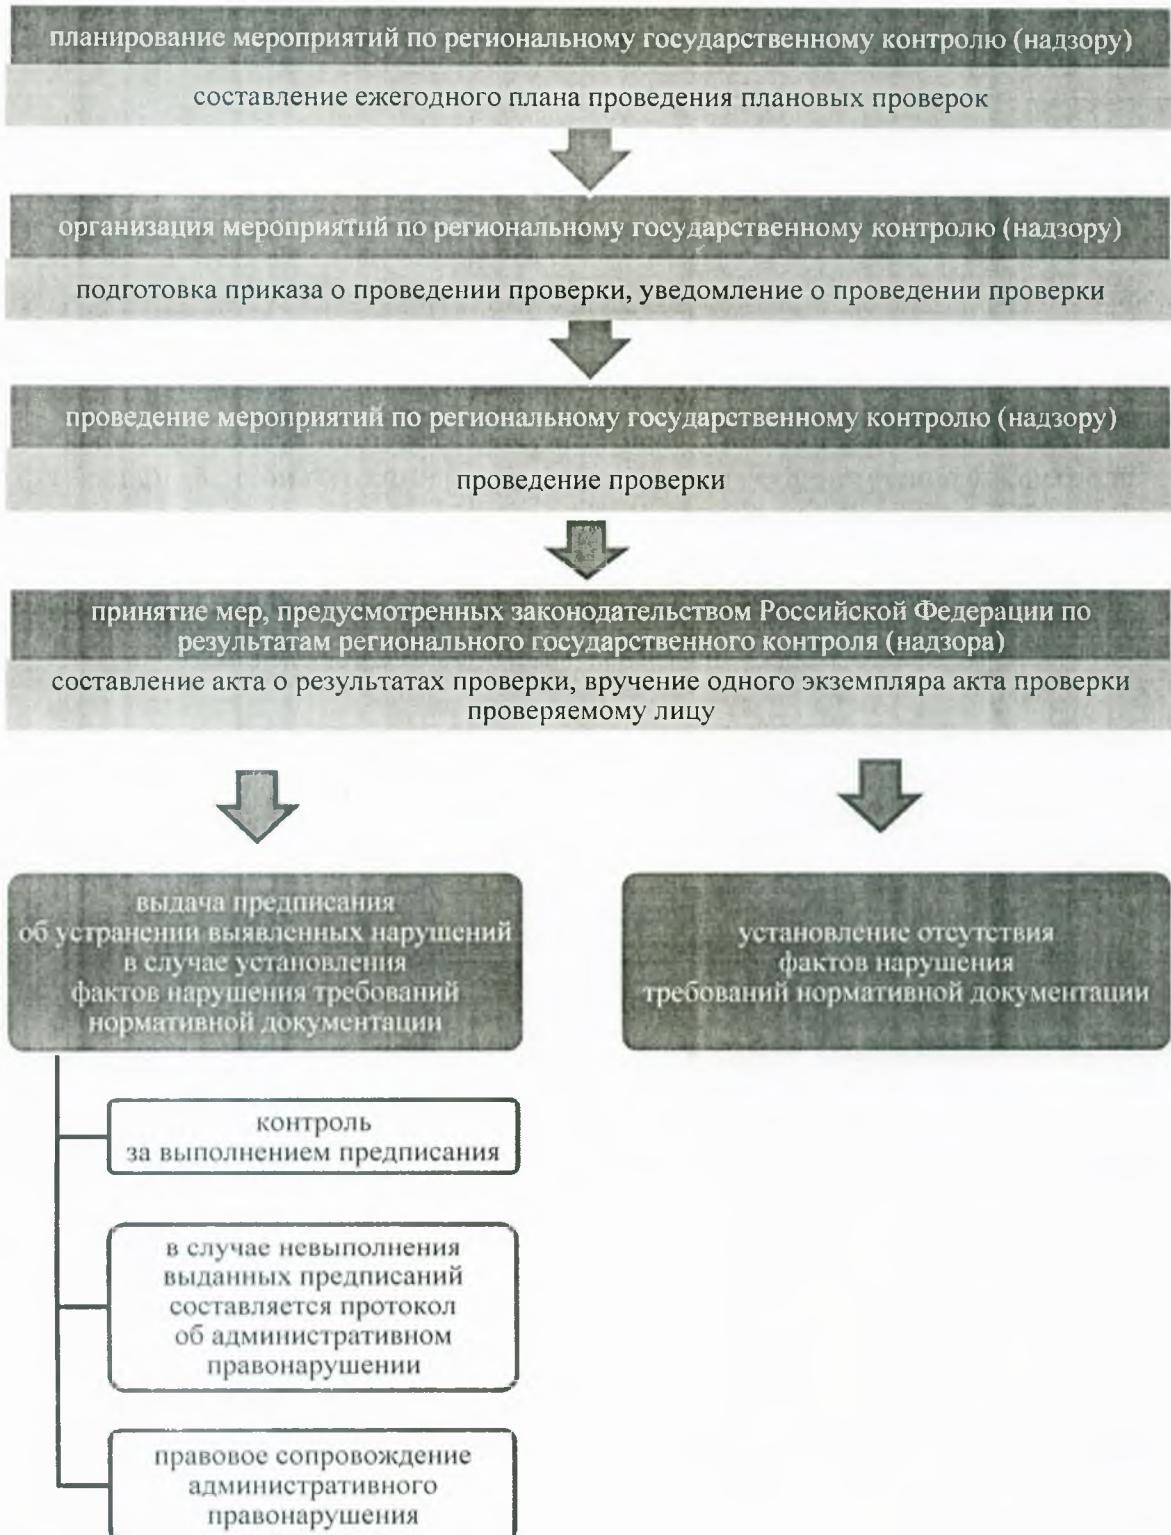 планирование мероприятий по региональному государственному контролю (надзору)
составление ежегодного плана проведения плановых проверок
организация мероприятий по региональному государственному контролю (надзору)
подготовка приказа о проведении проверки, уведомление о проведении проверки
проведение мероприятий по региональному государственному контролю (надзору)
проведение проверки
принятие мер, предусмотренных законодательством Российской Федерации по
результатам регионального государственного контроля (надзора)
составление акта о результатах проверки, вручение одного экземпляра акта проверки
проверяемому лицу
выдача предписания
об устранении выявленных нарушений
в случае установления
фактов нарушения требований
нормативной документации
установление отсутствия
фактов нарушения
требований нормативной документации
контроль
за выполнением предписания
в случае невыполнения
выданных предписаний
составляется протокол
об административном
правонарушении
правовое сопровождение
административного
правонарушения